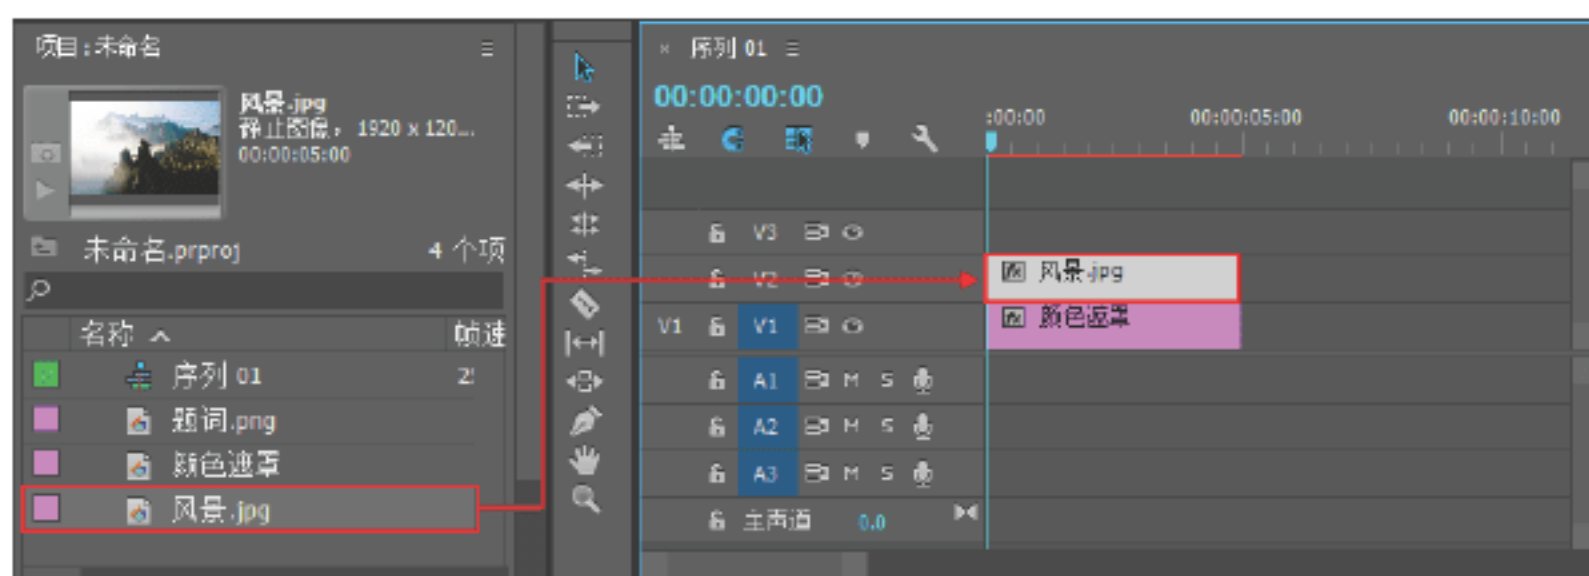 项目:未命名
风景.jpg
静止图像, 1920 x 120...
00:00:05:00
未命名.prproj
4 个项
名称
帧速
序列 01
2
题词.png
颜色遮罩
风景.jpg
× 序列 01
00:00:00:00
:00:00 00:00:05:00 00:00:10:00
V3
V2 fx 风景.jpg
V1 V1 fx 颜色遮罩
A1 M S
A2 M S
A3 M S
主声道 0.0